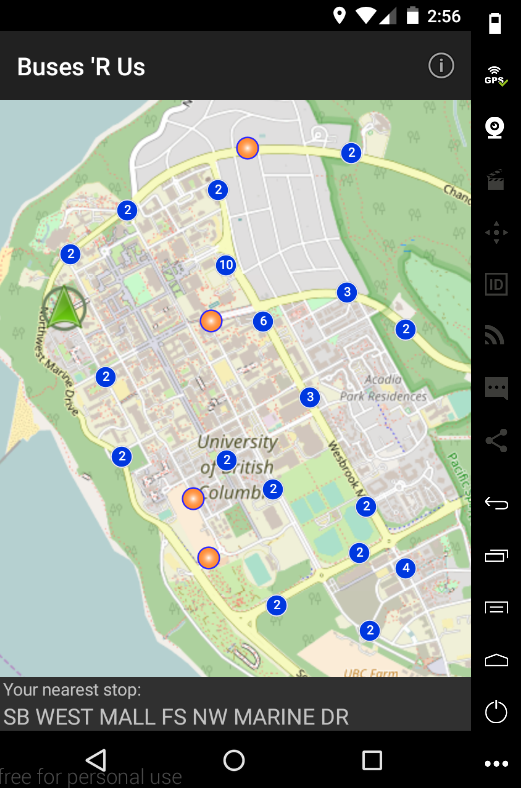 2:56
Buses 'R Us
GPS
2
2
Chanc
2
2
10
3
6
2
ID
Northwest Marine Drive
2
Acadia
Park Residences
3
University
of British
Columbia
2
2
2
Wesbrook M
Pacific Sp
2
2
4
2
2
UBC Farm
Your nearest stop:
SB WEST MALL FS NW MARINE DR
free for personal use